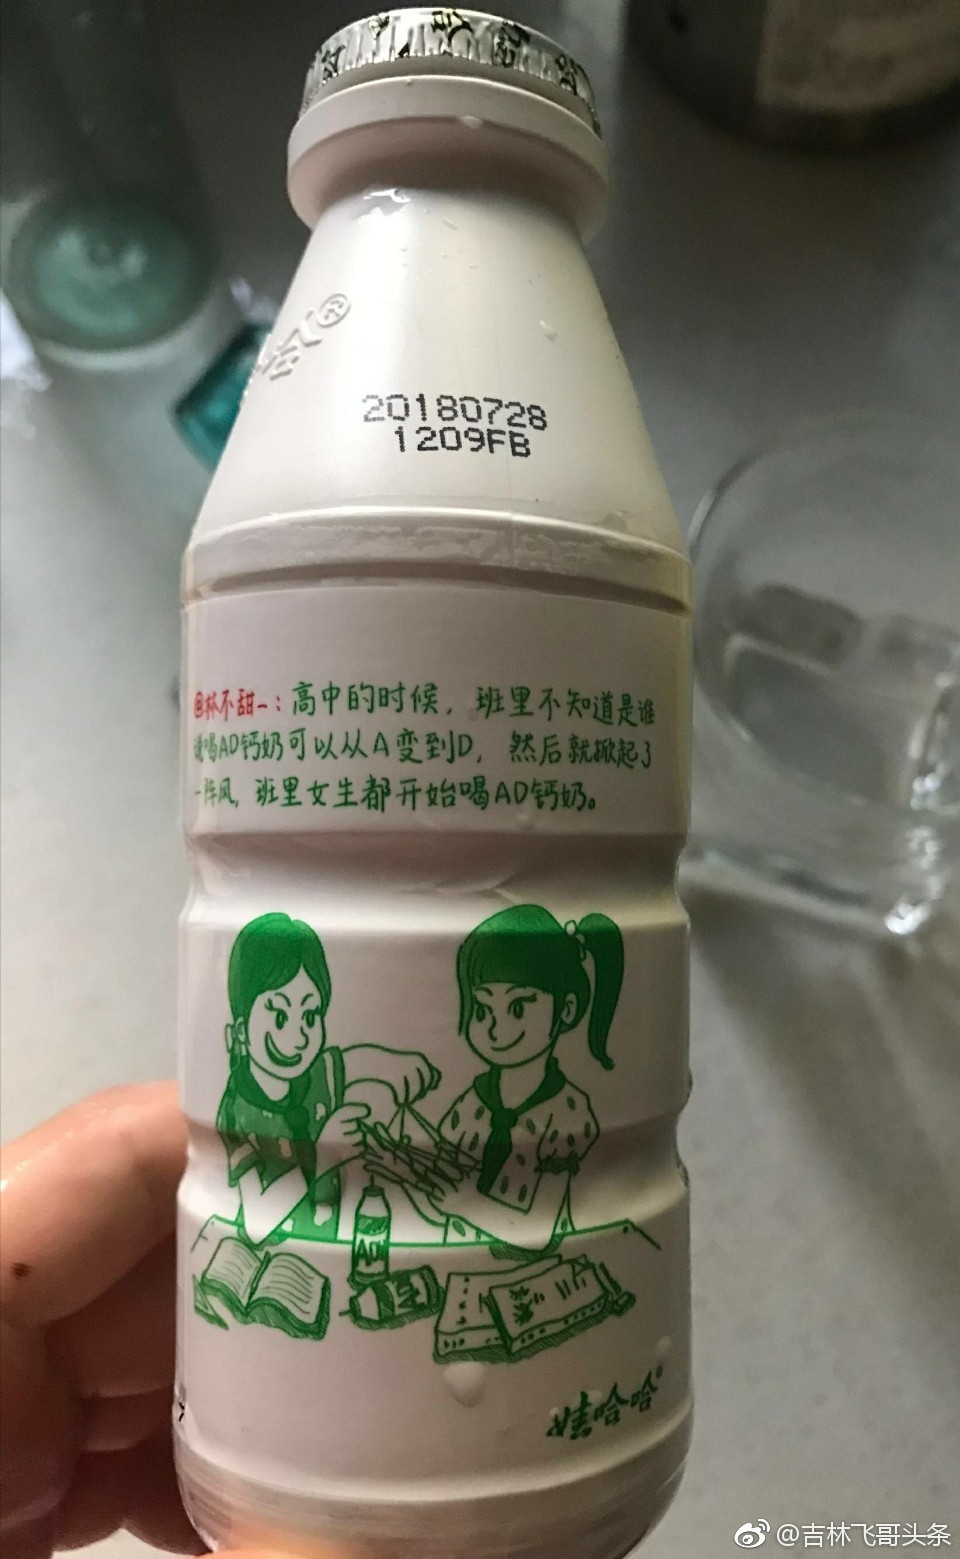 哈®
20180728
1209FB
@林不甜一：高中的时候，班里不知道是谁
说喝AD钙奶可以从A变到D，然后就掀起了
一阵风，班里女生都开始喝AD钙奶。
AD
AD
娃哈哈®
@吉林飞哥头条